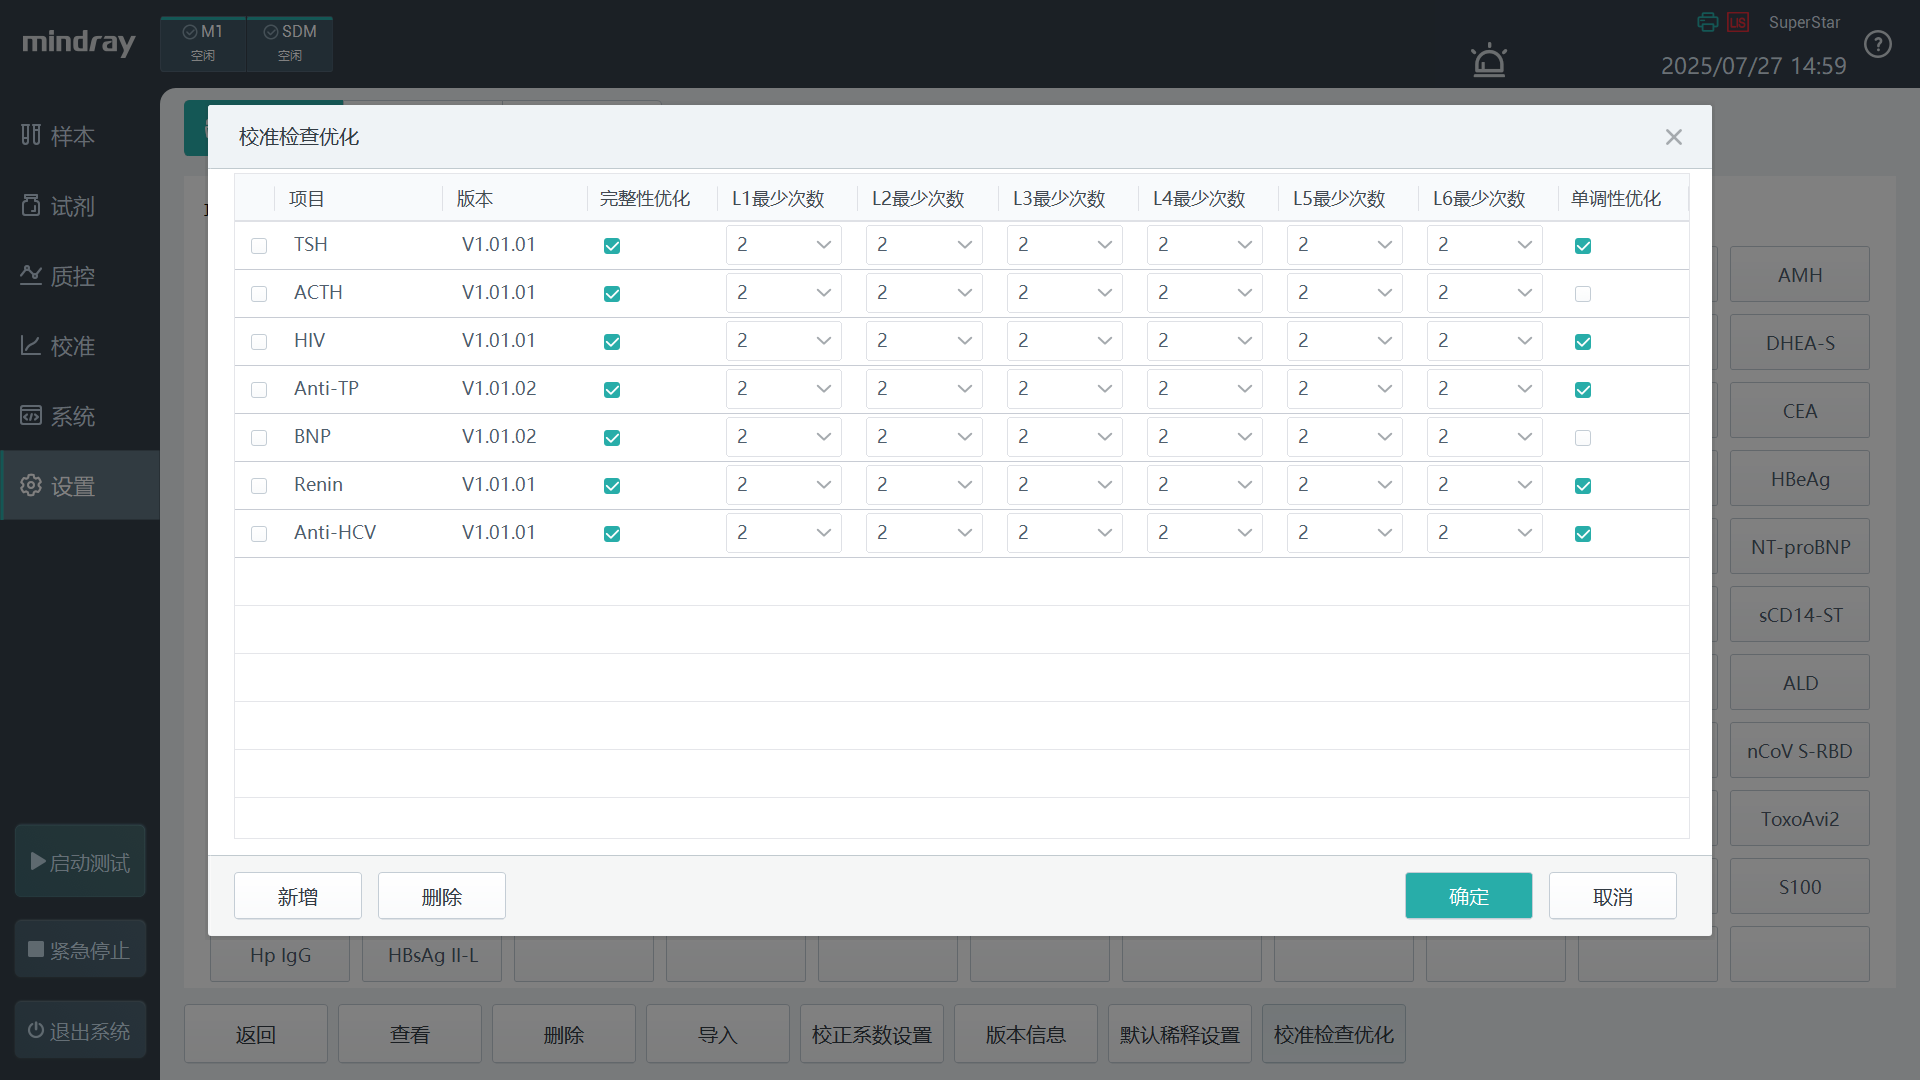 mindray
M1
空闲
SDM
空闲
LIS
SuperStar
2025/07/27 14:59
样本
试剂
质控
校准
系统
设置
启动测试
紧急停止
退出系统
校准检查优化
项目 版本 完整性优化 L1最少次数 L2最少次数 L3最少次数 L4最少次数 L5最少次数 L6最少次数 单调性优化
TSH V1.01.01 2 2 2 2 2 2
ACTH V1.01.01 2 2 2 2 2 2
HIV V1.01.01 2 2 2 2 2 2
Anti-TP V1.01.02 2 2 2 2 2 2
BNP V1.01.02 2 2 2 2 2 2
Renin V1.01.01 2 2 2 2 2 2
Anti-HCV V1.01.01 2 2 2 2 2 2
新增 删除 确定 取消
AMH
DHEA-S
CEA
HBeAg
NT-proBNP
sCD14-ST
ALD
nCoV S-RBD
ToxoAvi2
S100
Hp IgG HBsAg II-L
返回 查看 删除 导入 校正系数设置 版本信息 默认稀释设置 校准检查优化